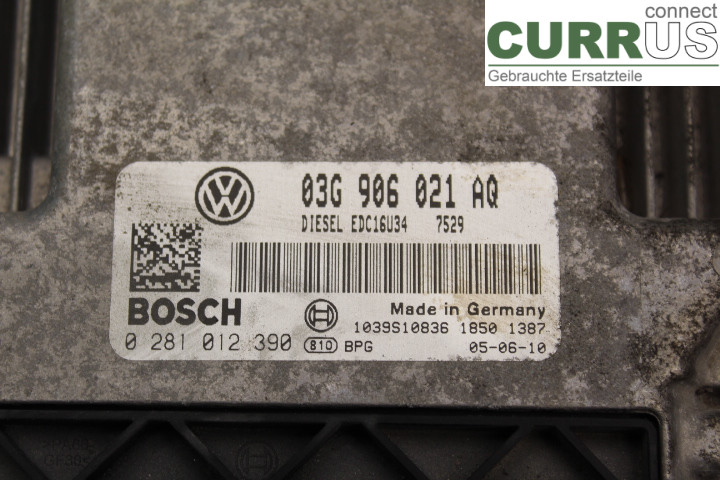 connect
CURRUS
Gebrauchte Ersatzteile
03G 906 021 AQ
DIESEL EDC16U34 7529
BOSCH
Made in Germany
1039S10836 1850 1387
0 281 012 390 810 BPG 05-06-10